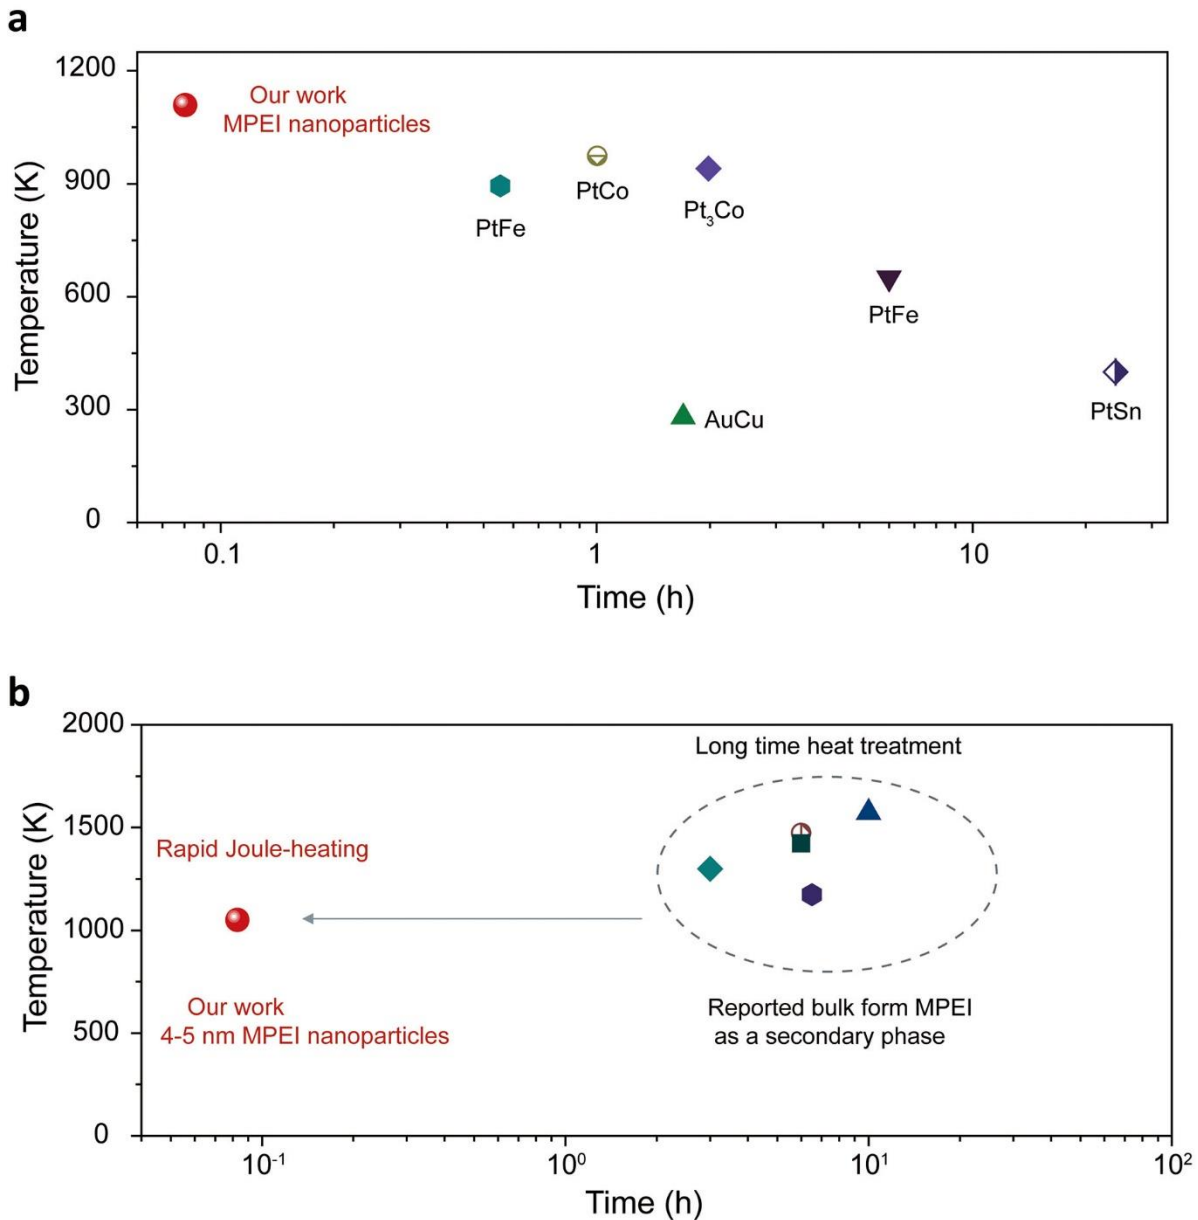 a
1200
900
600
300
0
Temperature (K)
Our work
MPEI nanoparticles
PtFe
PtCo
Pt₃Co
PtFe
AuCu
PtSn
0.1
1
10
Time (h)
b
2000
1500
1000
500
0
Temperature (K)
Long time heat treatment
Rapid Joule-heating
Our work
4-5 nm MPEI nanoparticles
Reported bulk form MPEI
as a secondary phase
10⁻¹
10⁰
10¹
10²
Time (h)